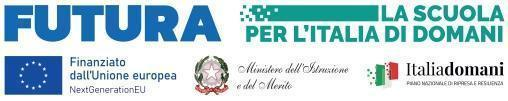 FUTURA
LA SCUOLA
PER L'ITALIA DI DOMANI
Finanziato
dall'Unione europea
NextGenerationEU
Ministero dell'Istruzione
e del Merito
Italiadomani
PIANO NAZIONALE DI RIPRESA E RESILIENZA